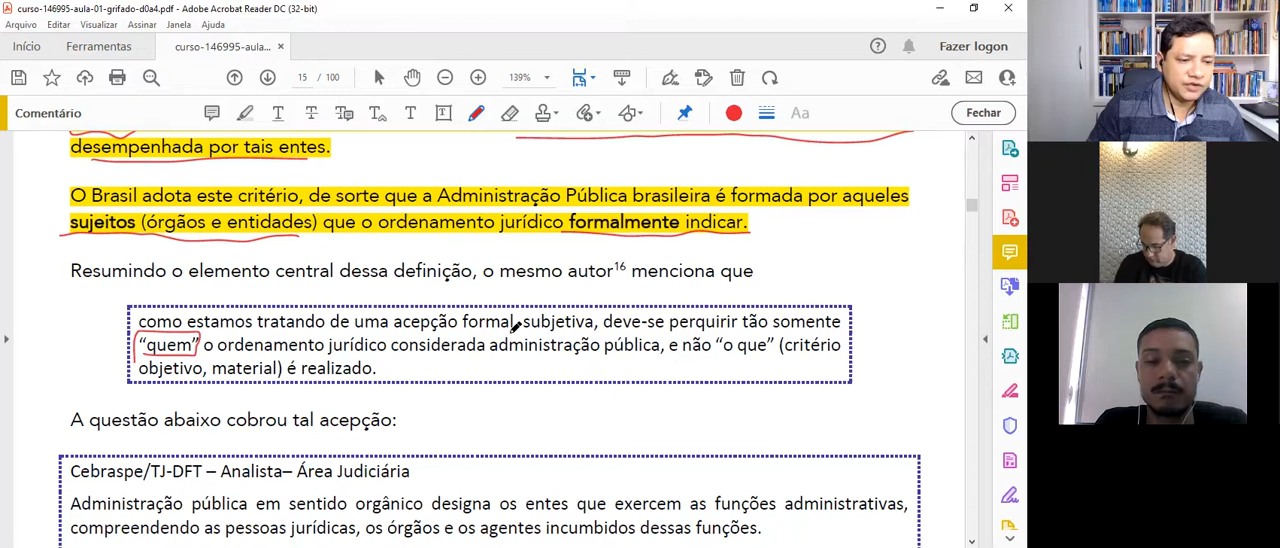 curso-146995-aula-01-grifado-d0a4.pdf - Adobe Acrobat Reader DC (32-bit)
Arquivo Editar Visualizar Assinar Janela Ajuda
Início Ferramentas curso-146995-aula... × Fazer logon
15 / 100 139%
Comentário Aa Fechar
desempenhada por tais entes.
O Brasil adota este critério, de sorte que a Administração Pública brasileira é formada por aqueles
sujeitos (órgãos e entidades) que o ordenamento jurídico formalmente indicar.
Resumindo o elemento central dessa definição, o mesmo autor16 menciona que
como estamos tratando de uma acepção formal, subjetiva, deve-se perquirir tão somente
“quem” o ordenamento jurídico considerada administração pública, e não “o que” (critério
objetivo, material) é realizado.
A questão abaixo cobrou tal acepção:
Cebraspe/TJ-DFT – Analista– Área Judiciária
Administração pública em sentido orgânico designa os entes que exercem as funções administrativas,
compreendendo as pessoas jurídicas, os órgãos e os agentes incumbidos dessas funções.